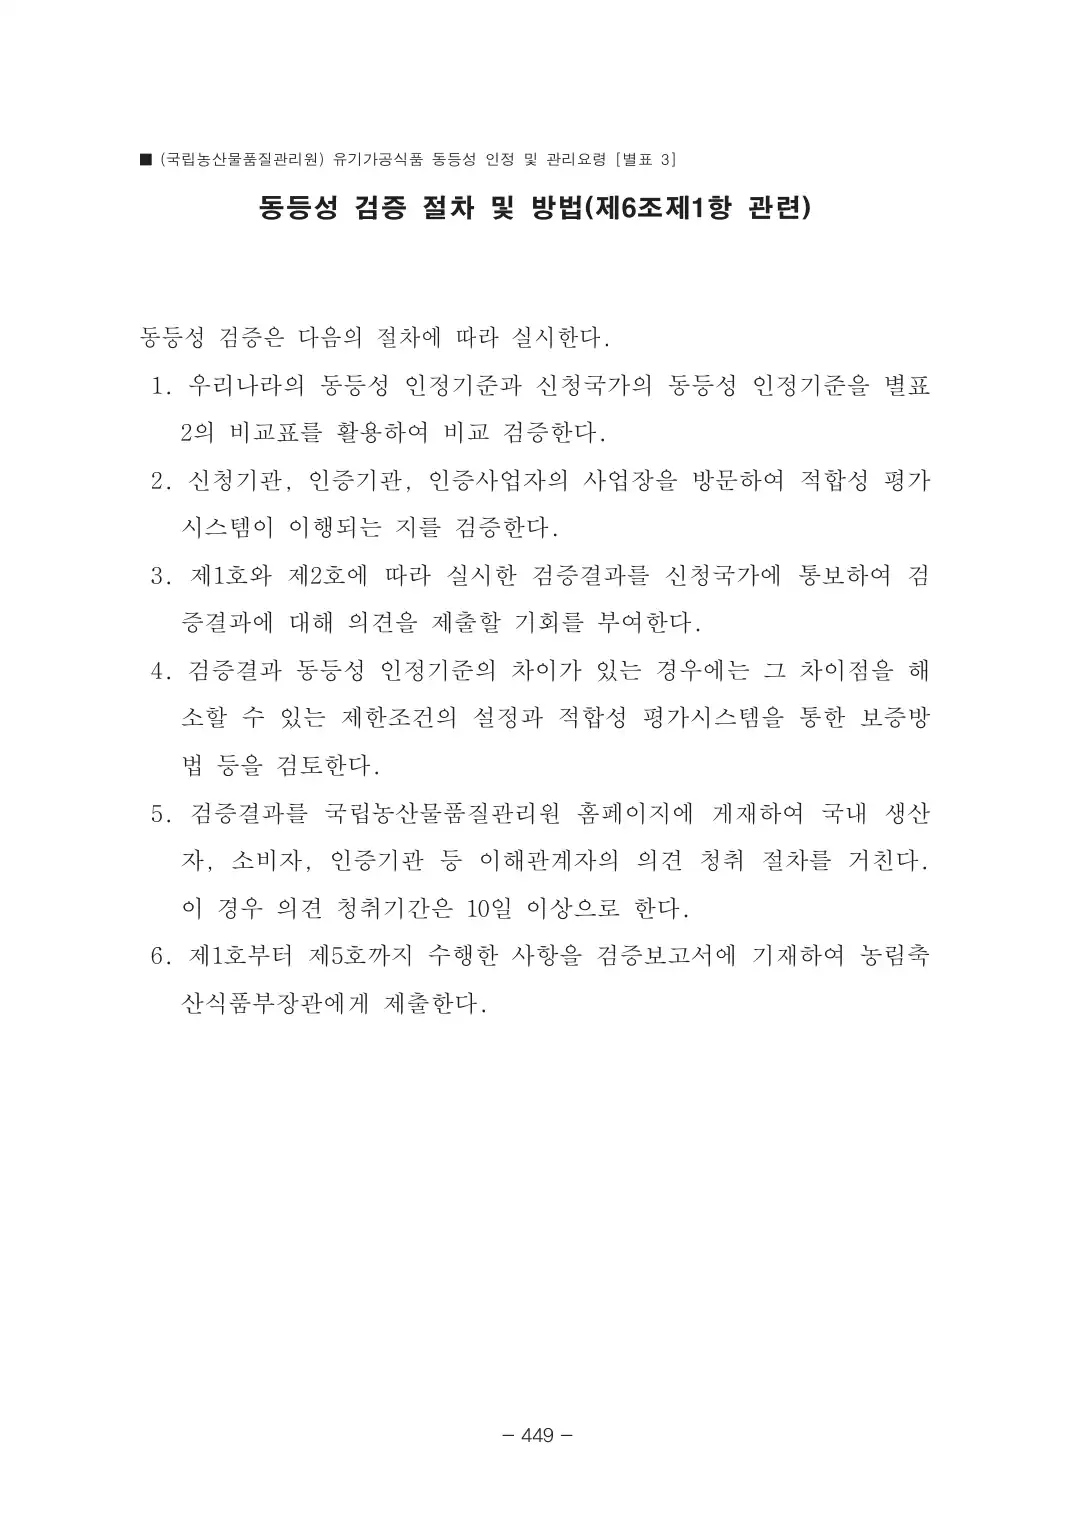 ■ (국립농산물품질관리원) 유기가공식품 동등성 인정 및 관리요령 [별표 3]
동등성 검증 절차 및 방법(제6조제1항 관련)
동등성 검증은 다음의 절차에 따라 실시한다.
1. 우리나라의 동등성 인정기준과 신청국가의 동등성 인정기준을 별표
2의 비교표를 활용하여 비교 검증한다.
2. 신청기관, 인증기관, 인증사업자의 사업장을 방문하여 적합성 평가
시스템이 이행되는 지를 검증한다.
3. 제1호와 제2호에 따라 실시한 검증결과를 신청국가에 통보하여 검
증결과에 대해 의견을 제출할 기회를 부여한다.
4. 검증결과 동등성 인정기준의 차이가 있는 경우에는 그 차이점을 해
소할 수 있는 제한조건의 설정과 적합성 평가시스템을 통한 보증방
법 등을 검토한다.
5. 검증결과를 국립농산물품질관리원 홈페이지에 게재하여 국내 생산
자, 소비자, 인증기관 등 이해관계자의 의견 청취 절차를 거친다.
이 경우 의견 청취기간은 10일 이상으로 한다.
6. 제1호부터 제5호까지 수행한 사항을 검증보고서에 기재하여 농림축
산식품부장관에게 제출한다.
- 449 -